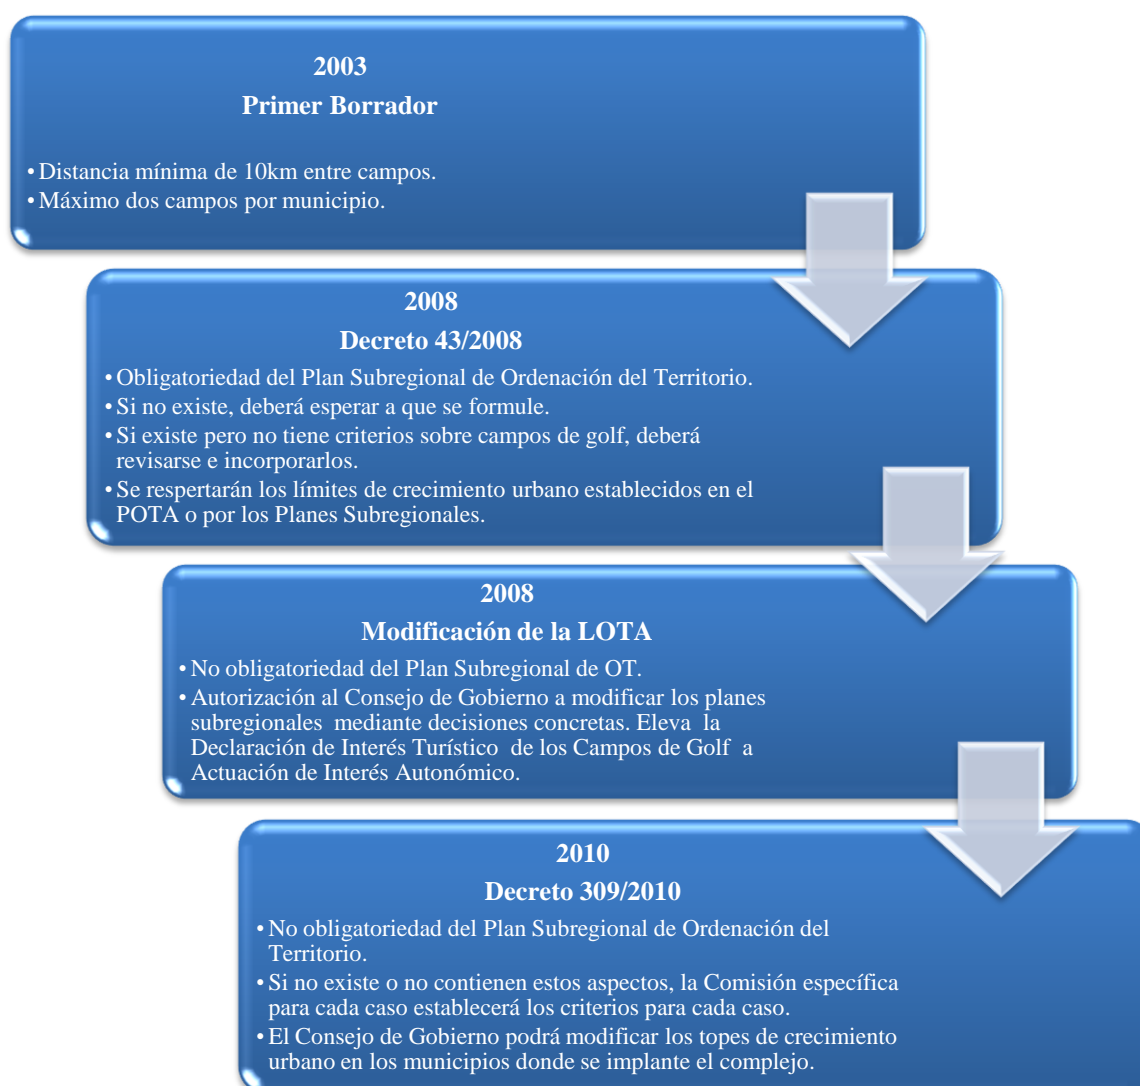 2003
Primer Borrador
• Distancia mínima de 10km entre campos.
• Máximo dos campos por municipio.
2008
Decreto 43/2008
• Obligatoriedad del Plan Subregional de Ordenación del Territorio.
• Si no existe, deberá esperar a que se formule.
• Si existe pero no tiene criterios sobre campos de golf, deberá
revisarse e incorporarlos.
• Se respertarán los límites de crecimiento urbano establecidos en el
POTA o por los Planes Subregionales.
2008
Modificación de la LOTA
• No obligatoriedad del Plan Subregional de OT.
• Autorización al Consejo de Gobierno a modificar los planes
subregionales mediante decisiones concretas. Eleva la
Declaración de Interés Turístico de los Campos de Golf a
Actuación de Interés Autonómico.
2010
Decreto 309/2010
• No obligatoriedad del Plan Subregional de Ordenación del
Territorio.
• Si no existe o no contienen estos aspectos, la Comisión específica
para cada caso establecerá los criterios para cada caso.
• El Consejo de Gobierno podrá modificar los topes de crecimiento
urbano en los municipios donde se implante el complejo.